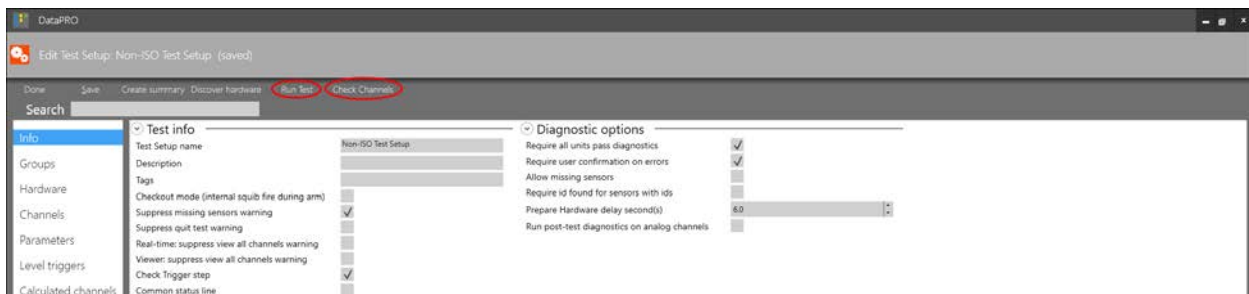 DataPRO
Edit Test Setup: Non-ISO Test Setup (saved)
Done Save Create summary Discover hardware Run Test Check Channels
Search
Info
Groups
Hardware
Channels
Parameters
Level triggers
Calculated channels
Test info
Test Setup name Non-ISO Test Setup
Description
Tags
Checkout mode (internal squib fire during arm)
Suppress missing sensors warning
Suppress quit test warning
Real-time: suppress view all channels warning
Viewer: suppress view all channels warning
Check Trigger step
Common status line
Diagnostic options
Require all units pass diagnostics
Require user confirmation on errors
Allow missing sensors
Require id found for sensors with ids
Prepare Hardware delay second(s) 6.0
Run post-test diagnostics on analog channels